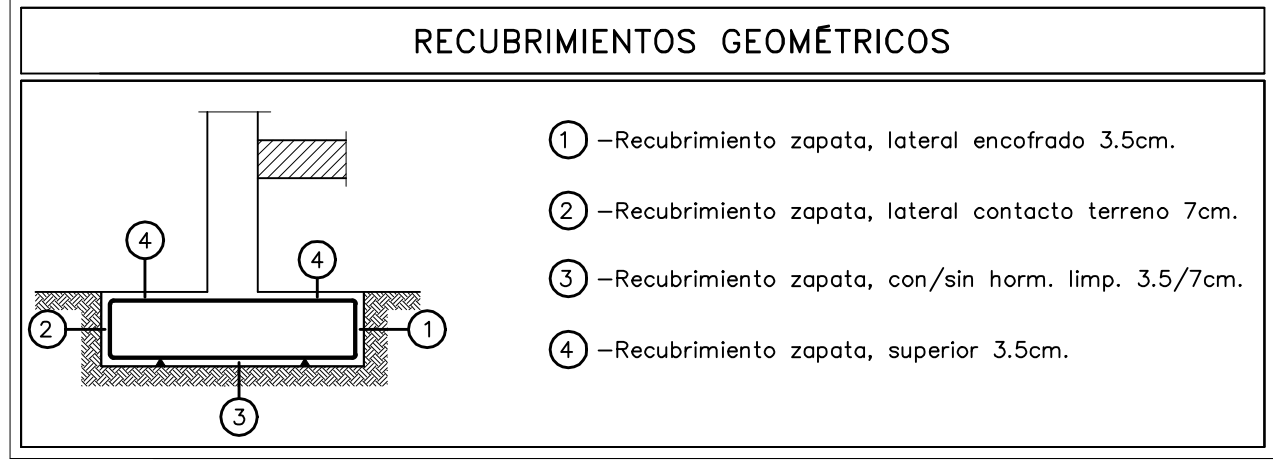 RECUBRIMIENTOS GEOMÉTRICOS
1 –Recubrimiento zapata, lateral encofrado 3.5cm.
2 –Recubrimiento zapata, lateral contacto terreno 7cm.
3 –Recubrimiento zapata, con/sin horm. limp. 3.5/7cm.
4 –Recubrimiento zapata, superior 3.5cm.
4
4
2
1
3